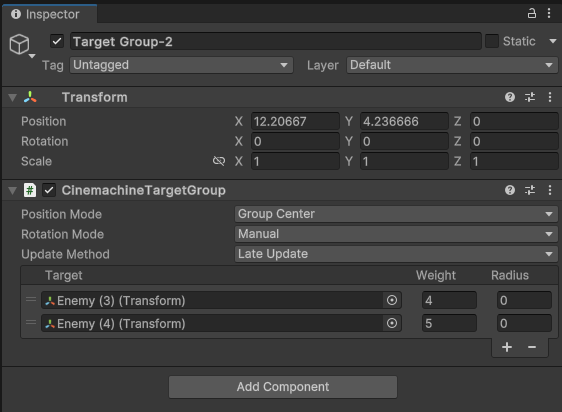 Inspector
Target Group-2 Static
Tag Untagged Layer Default
Transform
Position X 12.20667 Y 4.236666 Z 0
Rotation X 0 Y 0 Z 0
Scale X 1 Y 1 Z 1
# CinemachineTargetGroup
Position Mode Group Center
Rotation Mode Manual
Update Method Late Update
Target Weight Radius
Enemy (3) (Transform) 4 0
Enemy (4) (Transform) 5 0
+ −
Add Component